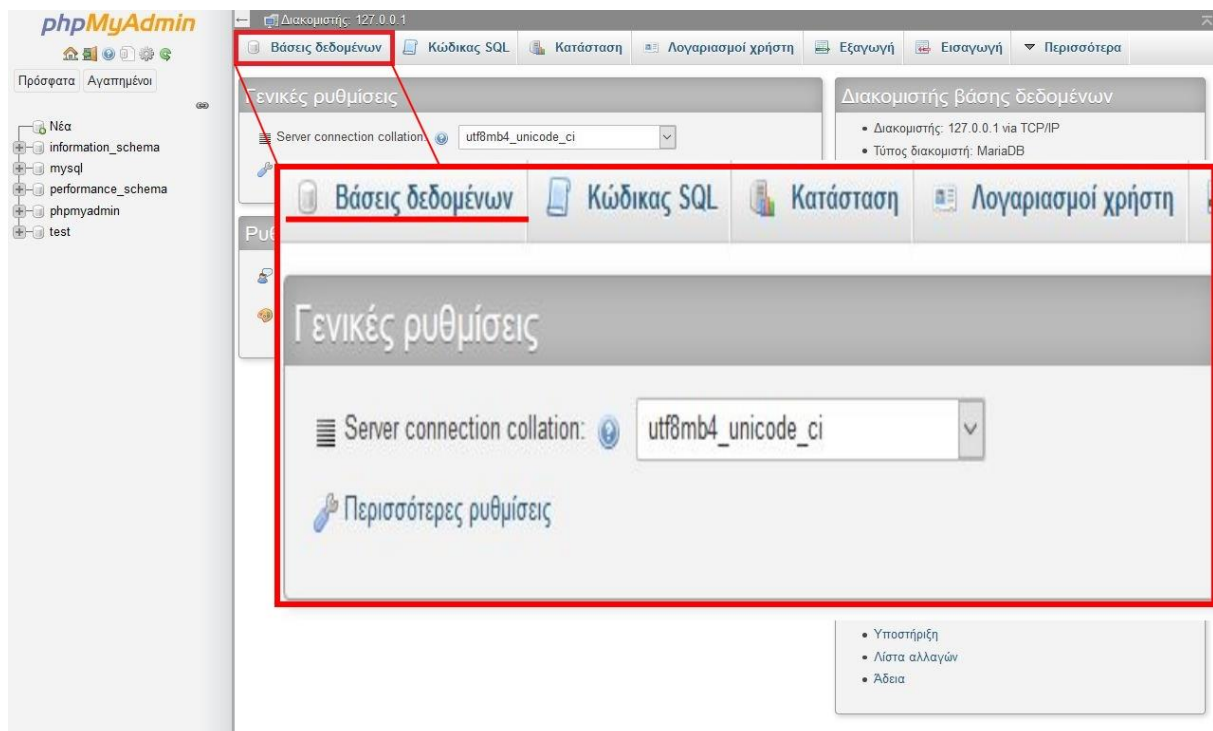 phpMyAdmin
Πρόσφατα Αγαπημένοι
Νέα
information_schema
mysql
performance_schema
phpmyadmin
test
Διακομιστής: 127.0.0.1
Βάσεις δεδομένων Κώδικας SQL Κατάσταση Λογαριασμοί χρήστη Εξαγωγή Εισαγωγή Περισσότερα
Γενικές ρυθμίσεις
Server connection collation: utf8mb4_unicode_ci
Διακομιστής βάσης δεδομένων
• Διακομιστής: 127.0.0.1 via TCP/IP
• Τύπος διακομιστή: MariaDB
Βάσεις δεδομένων Κώδικας SQL Κατάσταση Λογαριασμοί χρήστη
Γενικές ρυθμίσεις
Server connection collation: utf8mb4_unicode_ci
Περισσότερες ρυθμίσεις
• Υποστήριξη
• Λίστα αλλαγών
• Άδεια